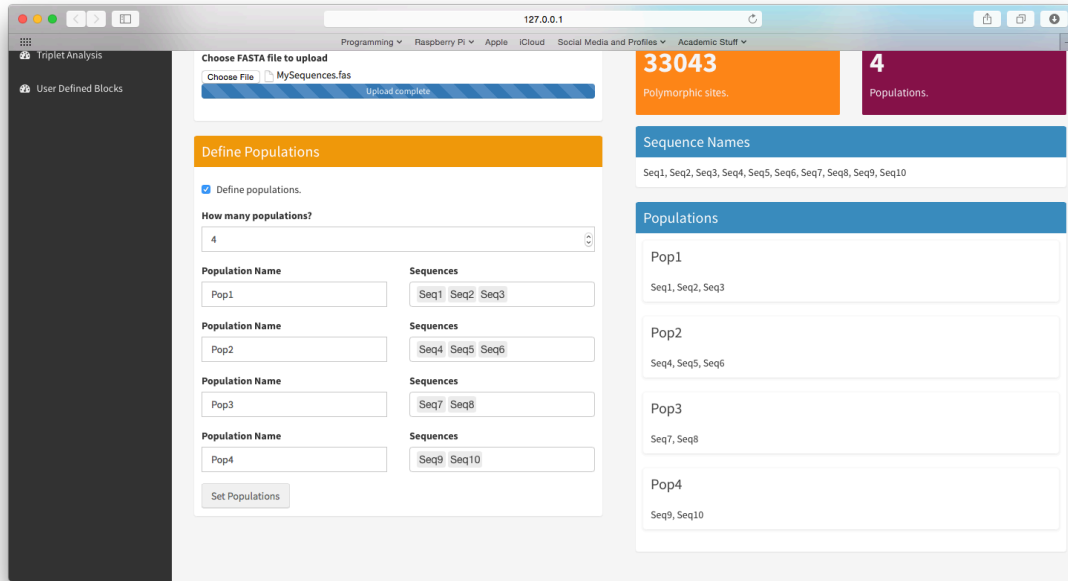 127.0.0.1
Programming Raspberry Pi Apple iCloud Social Media and Profiles Academic Stuff
Triplet Analysis
User Defined Blocks
Choose FASTA file to upload
Choose File MySequences.fas
Upload complete
Define Populations
Define populations.
How many populations?
4
Population Name Sequences
Pop1 Seq1 Seq2 Seq3
Population Name Sequences
Pop2 Seq4 Seq5 Seq6
Population Name Sequences
Pop3 Seq7 Seq8
Population Name Sequences
Pop4 Seq9 Seq10
Set Populations
33043
Polymorphic sites.
4
Populations.
Sequence Names
Seq1, Seq2, Seq3, Seq4, Seq5, Seq6, Seq7, Seq8, Seq9, Seq10
Populations
Pop1
Seq1, Seq2, Seq3
Pop2
Seq4, Seq5, Seq6
Pop3
Seq7, Seq8
Pop4
Seq9, Seq10